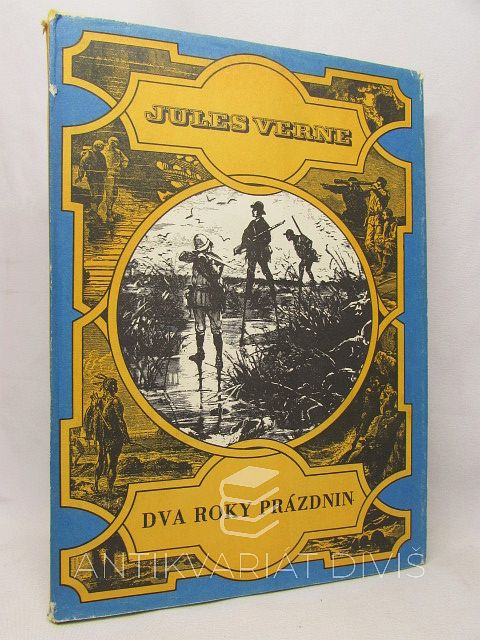 JULES VERNE
DVA ROKY PRÁZDNIN
ANTIKVARIÁT DIVIŠ